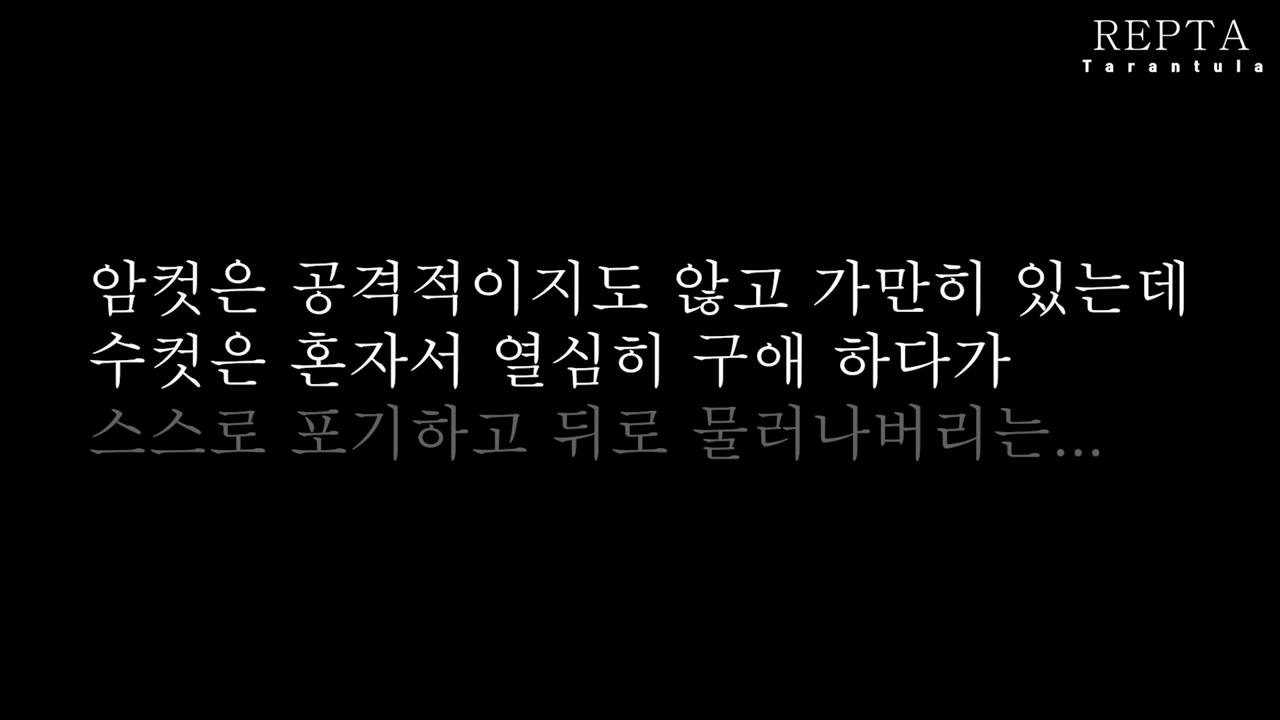 REPTA
Tarantula
암컷은 공격적이지도 않고 가만히 있는데
수컷은 혼자서 열심히 구애 하다가
스스로 포기하고 뒤로 물러나버리는...